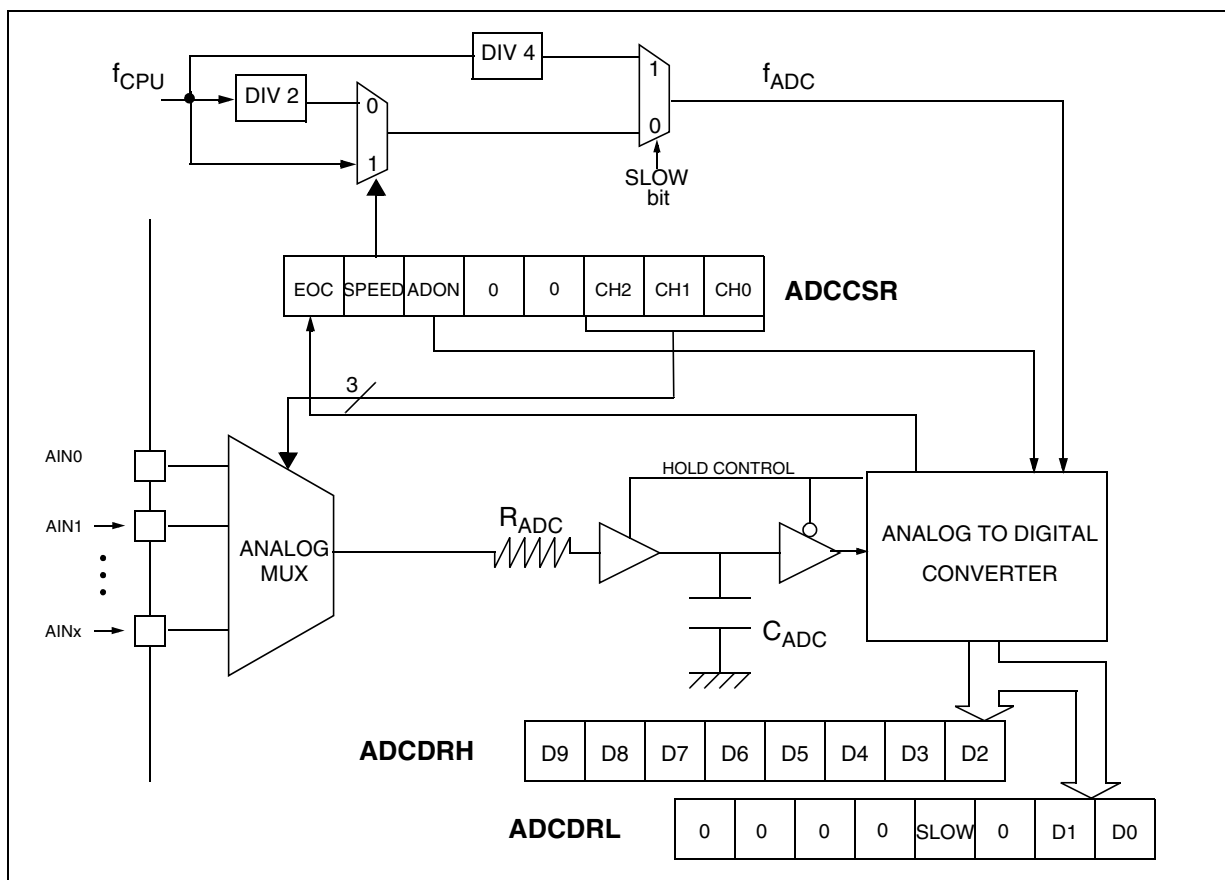 DIV 4
fCPU
DIV 2
0
1
1
0
fADC
SLOW
bit
EOC SPEED ADON 0 0 CH2 CH1 CH0
ADCCSR
3
AIN0
AIN1
AINx
ANALOG
MUX
RADC
HOLD CONTROL
CADC
ANALOG TO DIGITAL
CONVERTER
ADCDRH
D9 D8 D7 D6 D5 D4 D3 D2
ADCDRL
0 0 0 0 SLOW 0 D1 D0